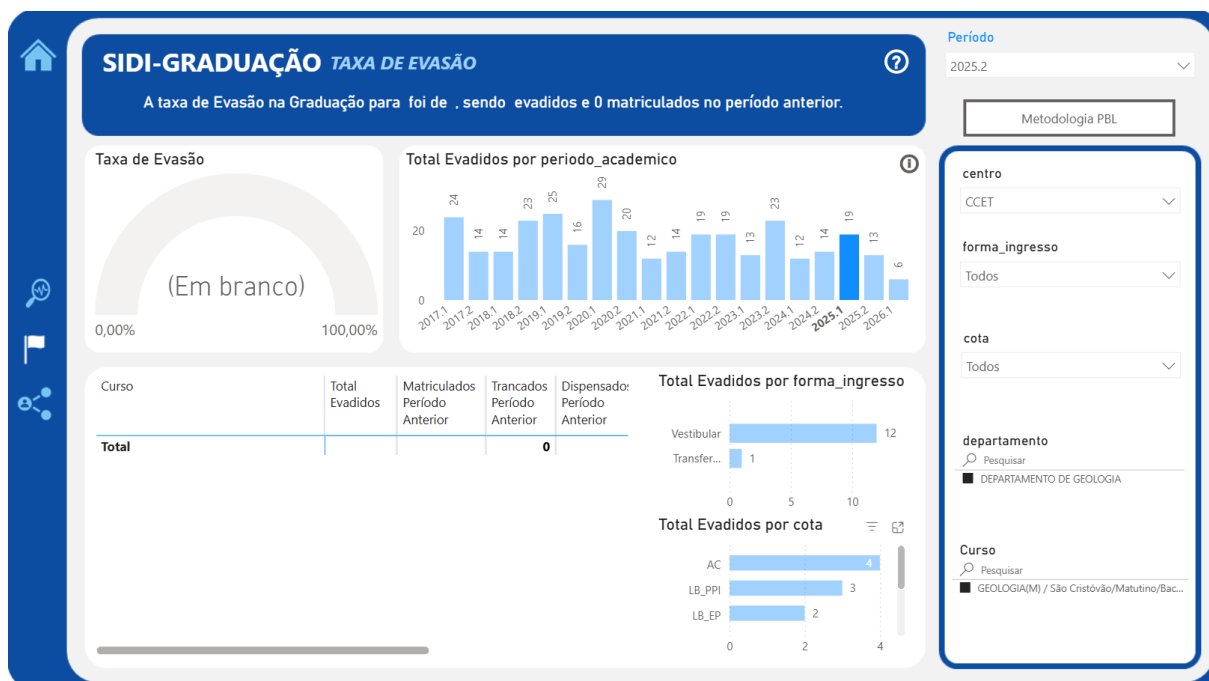 SIDI-GRADUAÇÃO TAXA DE EVASÃO
A taxa de Evasão na Graduação para foi de , sendo evadidos e 0 matriculados no período anterior.
Período
2025.2
Metodologia PBL
Taxa de Evasão
(Em branco)
0,00%
100,00%
Total Evadidos por periodo_academico
20
0
24
14
14
23
25
16
29
20
12
14
19
19
13
23
12
14
19
13
6
2017.1
2017.2
2018.1
2018.2
2019.1
2019.2
2020.1
2020.2
2021.1
2021.2
2022.1
2022.2
2023.1
2023.2
2024.1
2024.2
2025.1
2025.2
2026.1
Curso
Total Evadidos
Matriculados Período Anterior
Trancados Período Anterior
Dispensados Período Anterior
Total
0
Total Evadidos por forma_ingresso
Vestibular
12
Transfer...
1
0
5
10
Total Evadidos por cota
AC
4
LB_PPI
3
LB_EP
2
0
2
4
centro
CCET
forma_ingresso
Todos
cota
Todos
departamento
Pesquisar
DEPARTAMENTO DE GEOLOGIA
Curso
Pesquisar
GEOLOGIA(M) / São Cristóvão/Matutino/Bac...